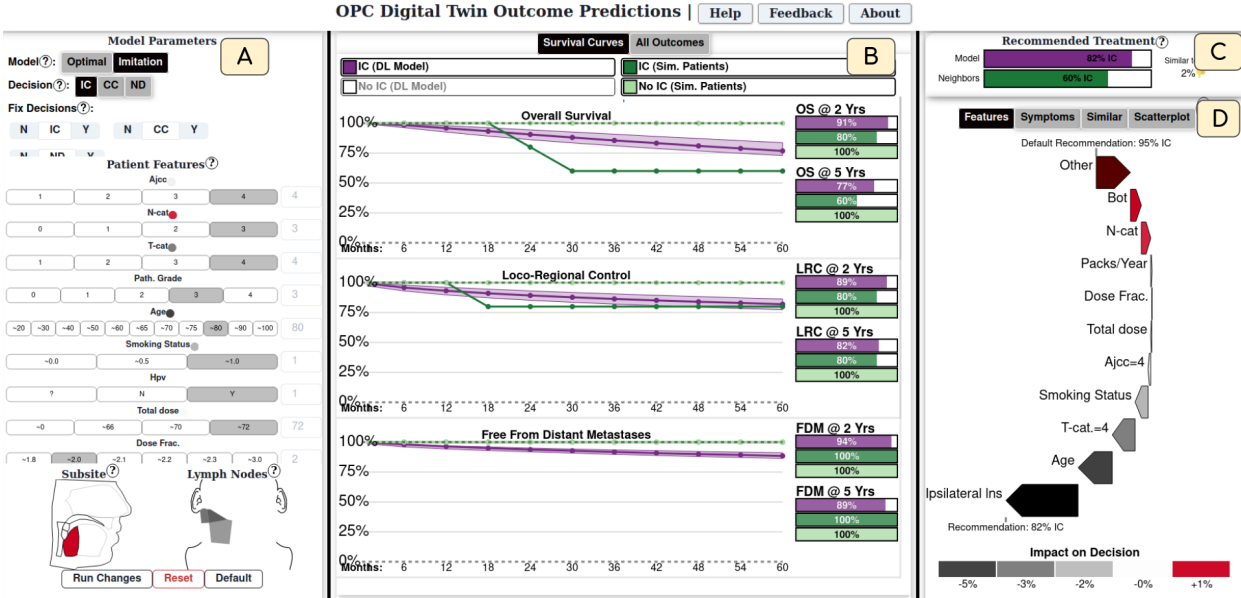 OPC Digital Twin Outcome Predictions | Help Feedback About
Model Parameters
A
Model?: Optimal Imitation
Decision?: IC CC ND
Fix Decisions?:
N IC Y N CC Y
N ND Y
Patient Features?
Ajcc
1 2 3 4 4
N-cat
0 1 2 3 3
T-cat
1 2 3 4 4
Path. Grade
0 1 2 3 4 3
Age
~20 ~30 ~40 ~50 ~60 ~65 ~70 ~75 ~80 ~90 ~100 80
Smoking Status
~0.0 ~0.5 ~1.0 1
Hpv
? N Y 1
Total dose
~0 ~66 ~70 ~72 72
Dose Frac.
~1.8 ~2.0 ~2.1 ~2.2 ~2.3 ~3.0 2
Subsite? Lymph Nodes?
Run Changes Reset Default
Survival Curves All Outcomes
B
IC (DL Model) IC (Sim. Patients)
No IC (DL Model) No IC (Sim. Patients)
Overall Survival
100%
75%
50%
25%
0%
Months: 6 12 18 24 30 36 42 48 54 60
OS @ 2 Yrs
91%
80%
100%
OS @ 5 Yrs
77%
60%
100%
Loco-Regional Control
100%
75%
50%
25%
0%
Months: 6 12 18 24 30 36 42 48 54 60
LRC @ 2 Yrs
89%
80%
100%
LRC @ 5 Yrs
82%
80%
100%
Free From Distant Metastases
100%
75%
50%
25%
0%
Months: 6 12 18 24 30 36 42 48 54 60
FDM @ 2 Yrs
94%
100%
100%
FDM @ 5 Yrs
89%
100%
100%
Recommended Treatment?
C
Model 82% IC
Neighbors 60% IC
Similar
2%
Features Symptoms Similar Scatterplot
D
Default Recommendation: 95% IC
Other
Bot
N-cat
Packs/Year
Dose Frac.
Total dose
Ajcc=4
Smoking Status
T-cat.=4
Age
Ipsilateral lns
Recommendation: 82% IC
Impact on Decision
-5% -3% -2% -0% +1%